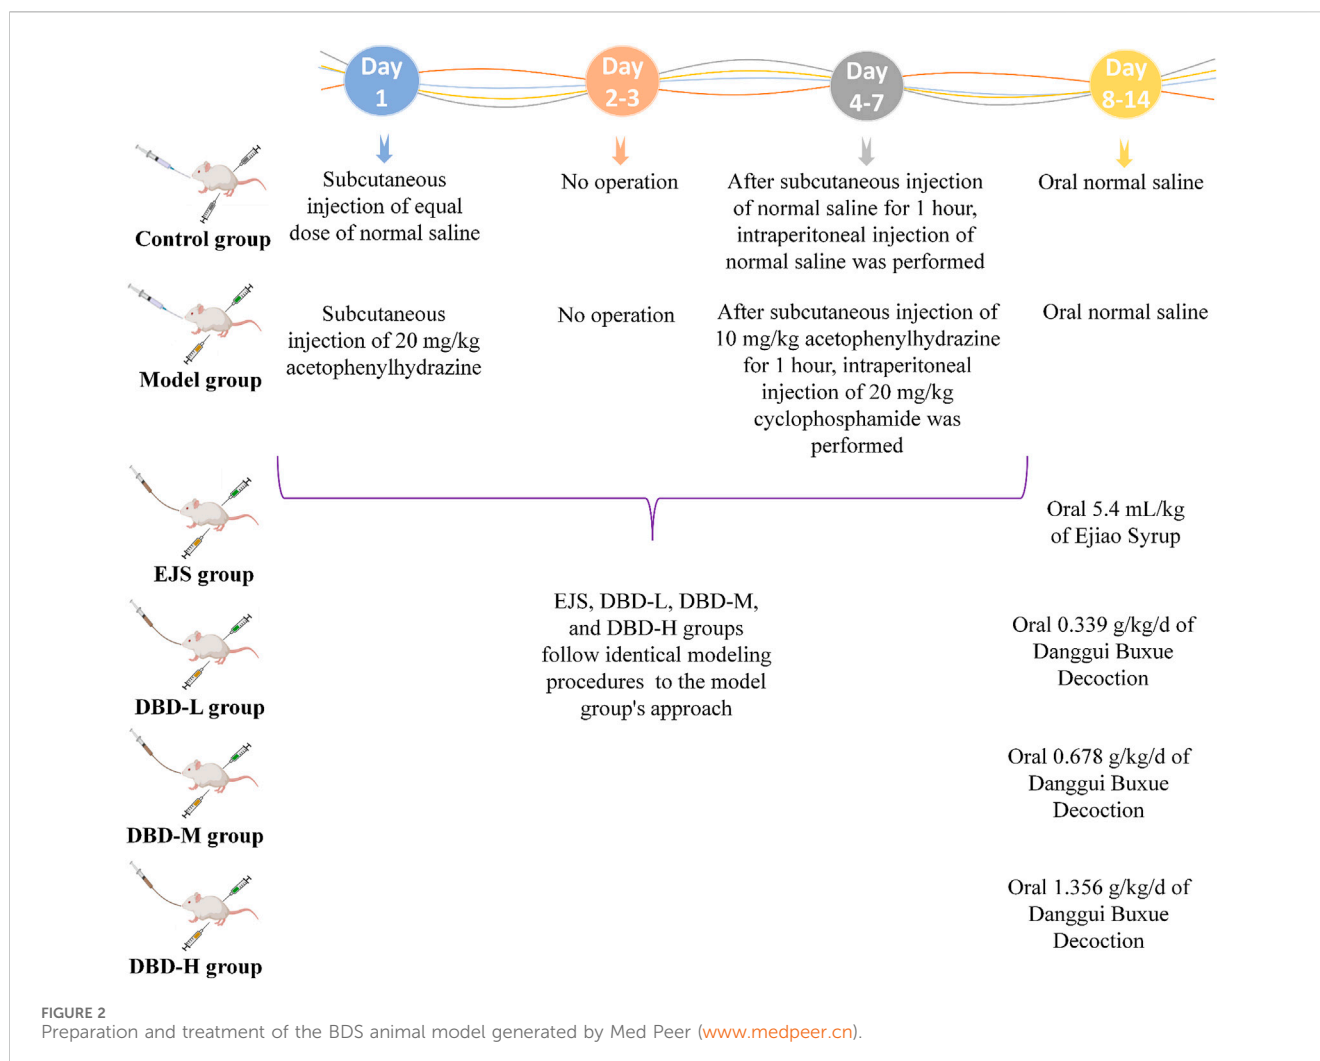 Day
1
Day
2-3
Day
4-7
Day
8-14
Control group
Subcutaneous
injection of equal
dose of normal saline
No operation
After subcutaneous injection
of normal saline for 1 hour,
intraperitoneal injection of
normal saline was performed
Oral normal saline
Model group
Subcutaneous
injection of 20 mg/kg
acetophenylhydrazine
No operation
After subcutaneous injection of
10 mg/kg acetophenylhydrazine
for 1 hour, intraperitoneal
injection of 20 mg/kg
cyclophosphamide was
performed
Oral normal saline
EJS group
Oral 5.4 mL/kg
of Ejiao Syrup
EJS, DBD-L, DBD-M,
and DBD-H groups
follow identical modeling
procedures to the model
group's approach
DBD-L group
Oral 0.339 g/kg/d of
Danggui Buxue
Decoction
DBD-M group
Oral 0.678 g/kg/d of
Danggui Buxue
Decoction
DBD-H group
Oral 1.356 g/kg/d of
Danggui Buxue
Decoction
FIGURE 2
Preparation and treatment of the BDS animal model generated by Med Peer (www.medpeer.cn).